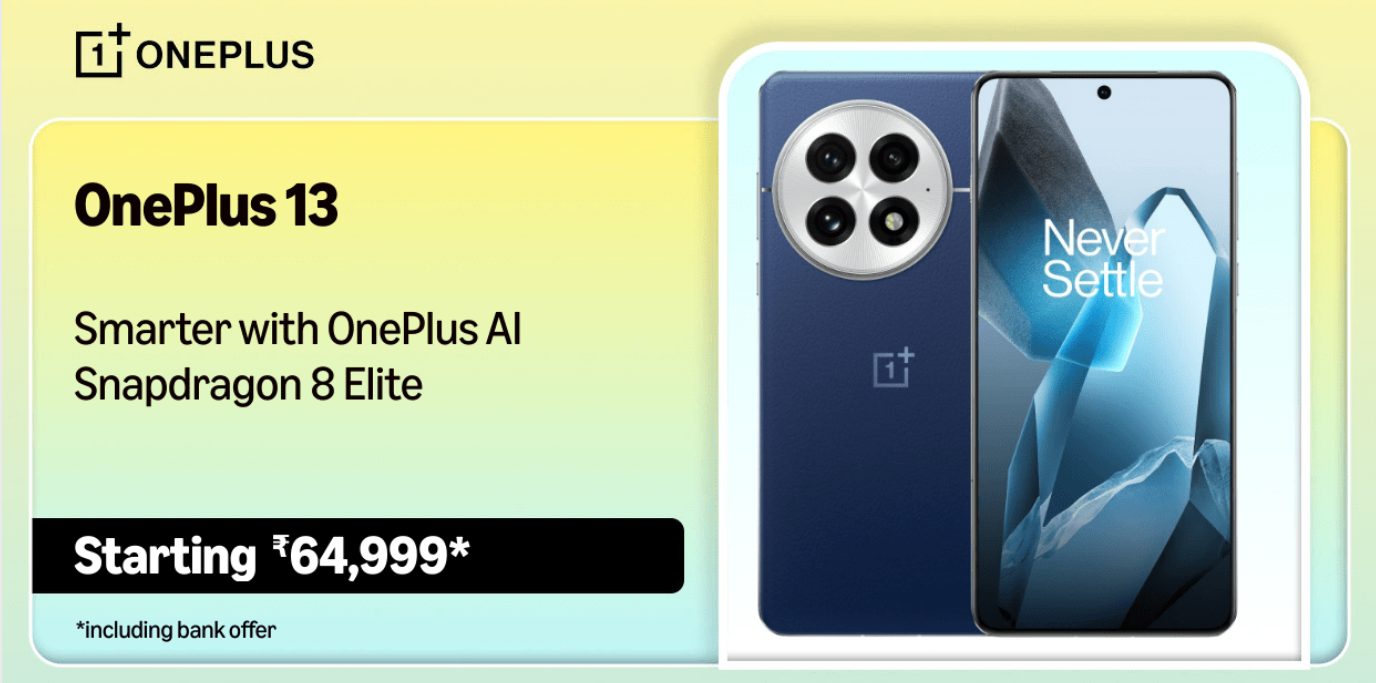 ONEPLUS
OnePlus 13
Smarter with OnePlus AI
Snapdragon 8 Elite
Starting ₹64,999*
*including bank offer
Never
Settle